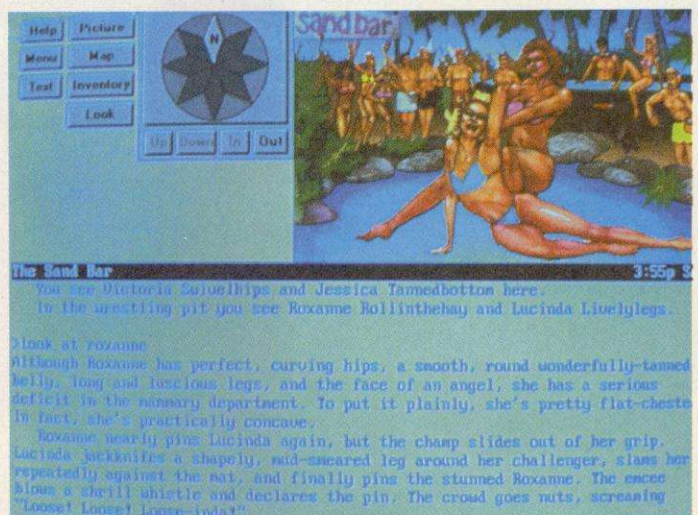 Help
Picture
Menu
Map
Text
Inventory
Look
N
Up
Down
In
Out
sand bar
The Sand Bar 3:55p S
You see Victoria Swivelhips and Jessica Tannedbottom here.
In the wrestling pit you see Roxanne Rollinthehay and Lucinda Livelylegs.
>look at roxanne
Although Roxanne has perfect, curving hips, a smooth, round wonderfully-tanned
belly, long and luscious legs, and the face of an angel, she has a serious
deficit in the mammary department. To put it plainly, she's pretty flat-cheste
In fact, she's practically concave.
Roxanne nearly pins Lucinda again, but the champ slides out of her grip.
Lucinda jackknifes a shapely, mud-smeared leg around her challenger, slams her
repeatedly against the mat, and finally pins the stunned Roxanne. The emcee
blows a shrill whistle and declares the pin. The crowd goes nuts, screaming
"Loose! Loose! Loose-inda!"